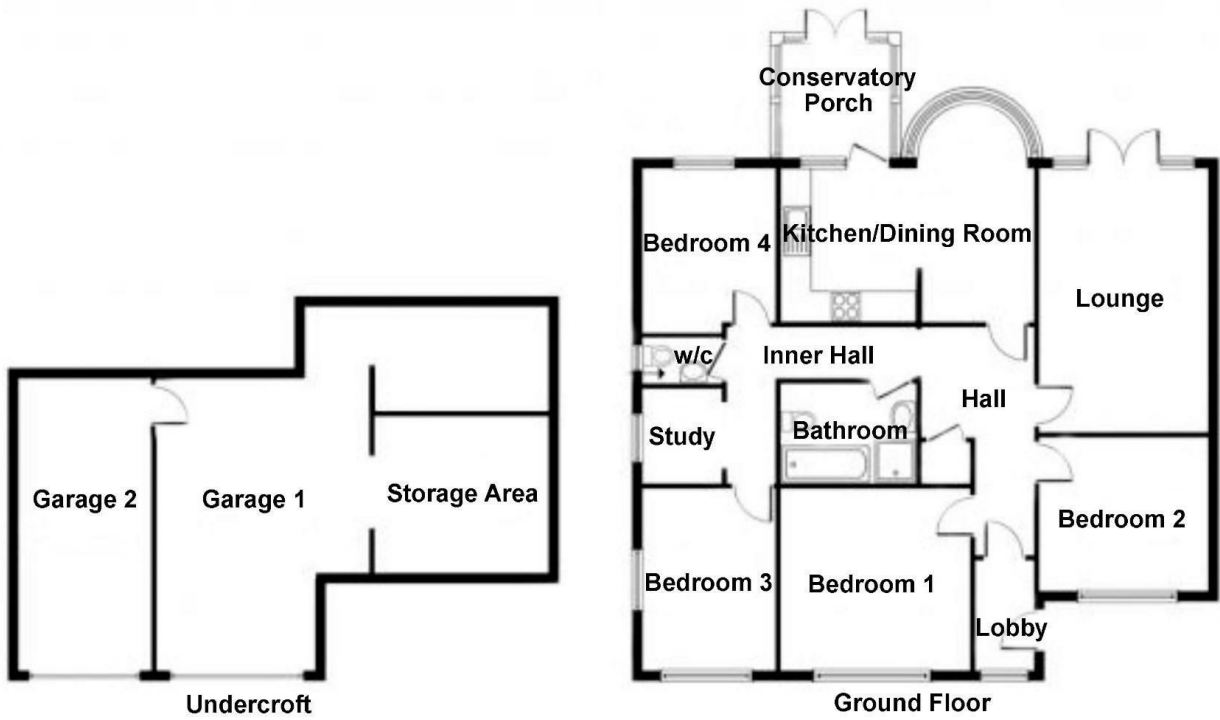 Conservatory
Porch
Bedroom 4
Kitchen/Dining Room
Lounge
w/c
Inner Hall
Hall
Study
Bathroom
Garage 2
Garage 1
Storage Area
Bedroom 2
Bedroom 3
Bedroom 1
Lobby
Undercroft
Ground Floor